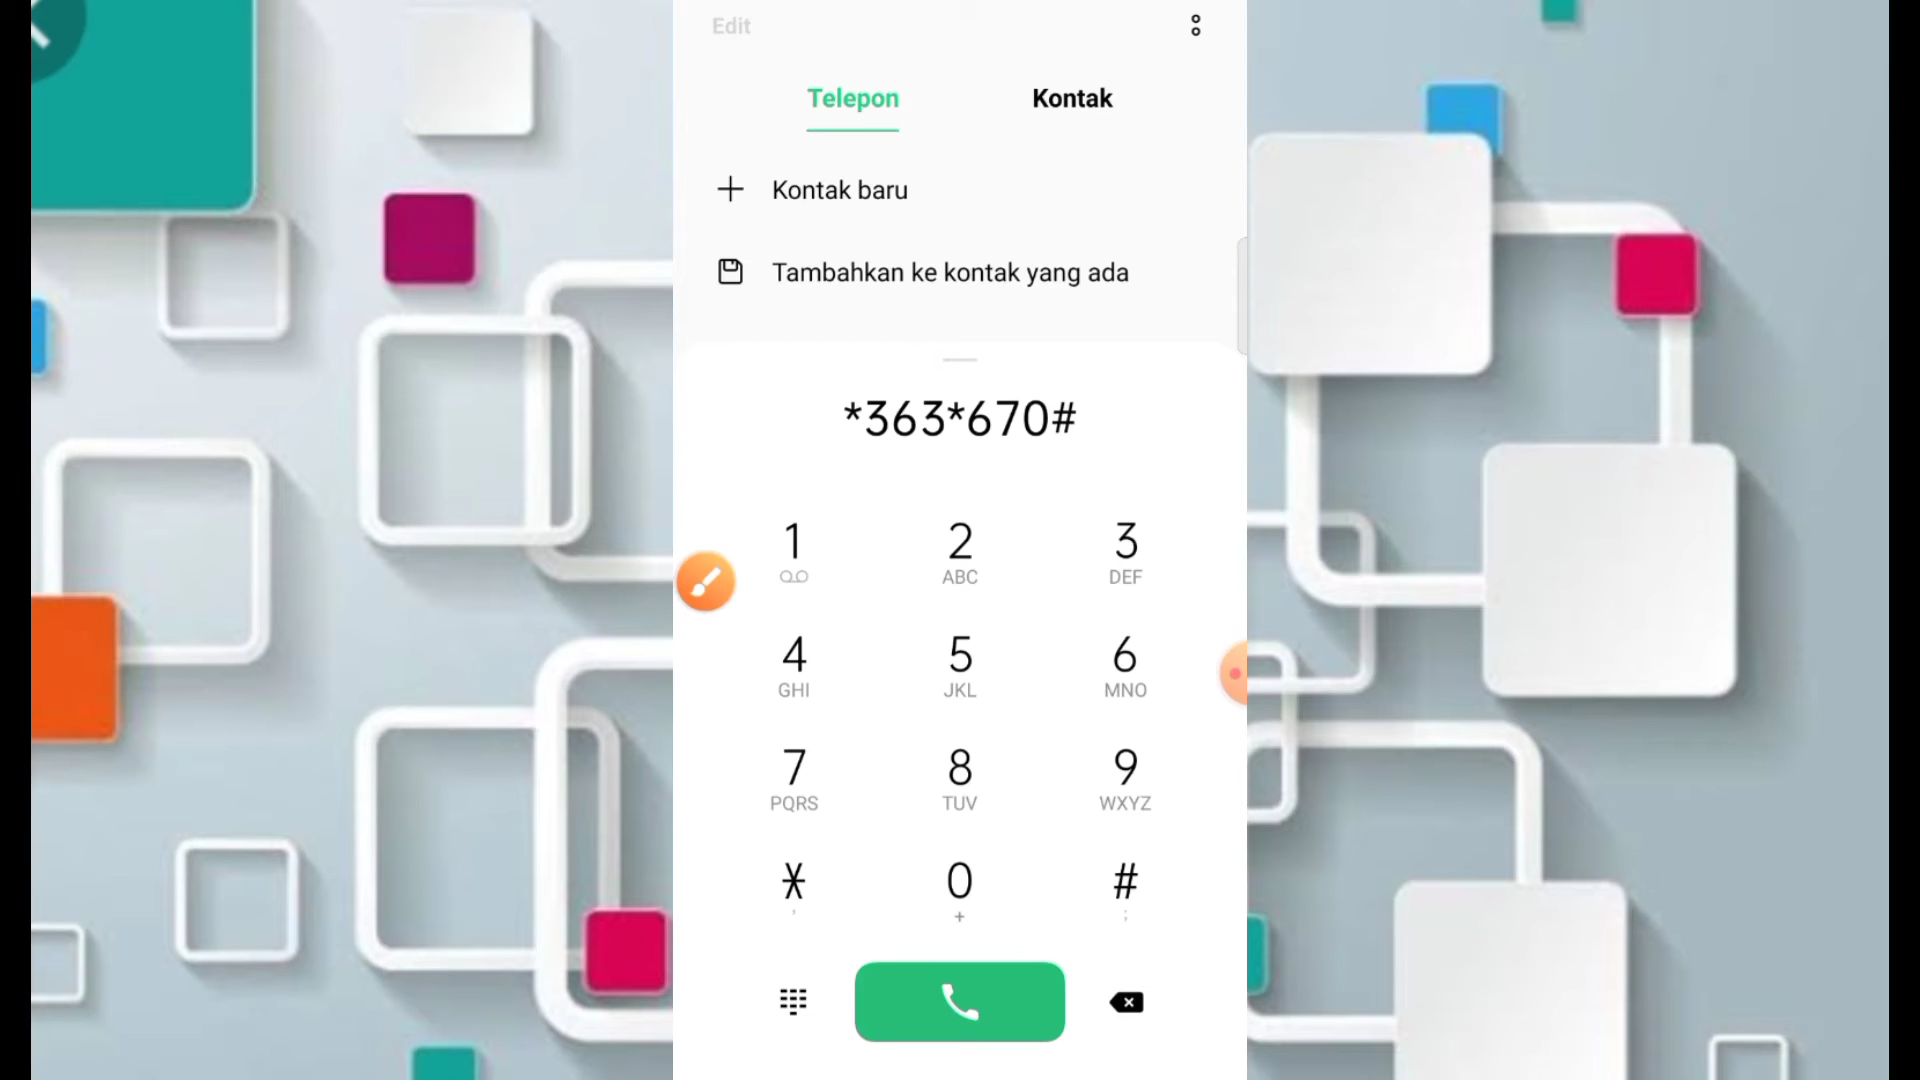 Edit
Telepon Kontak
Kontak baru
Tambahkan ke kontak yang ada
*363*670#
1 2 3
ABC DEF
4 5 6
GHI JKL MNO
7 8 9
PQRS TUV WXYZ
* 0 #
, + ;